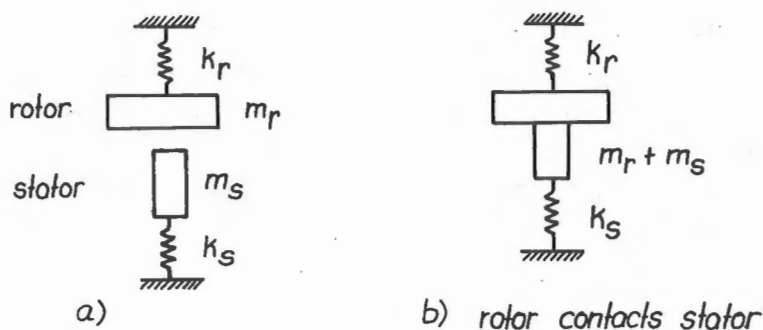 k_r
k_r
rotor
m_r
stator
m_s
m_r + m_s
k_s
k_s
a)
b) rotor contacts stator